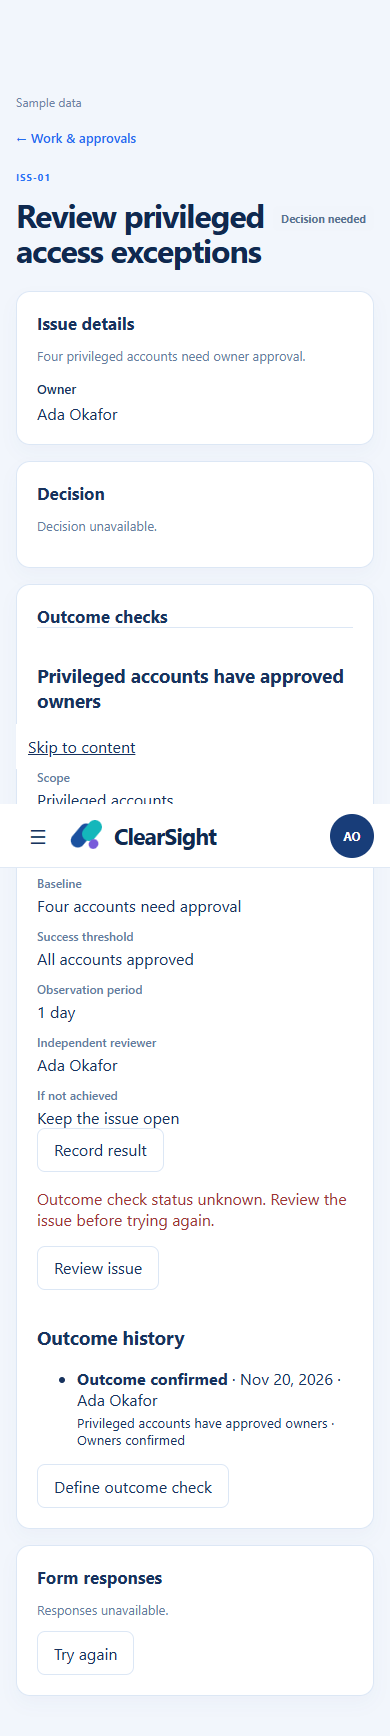 Sample data
← Work & approvals
ISS-01
Review privileged
access exceptions
Decision needed
Issue details
Four privileged accounts need owner approval.
Owner
Ada Okafor
Decision
Decision unavailable.
Outcome checks
Privileged accounts have approved
owners
Skip to content
Scope
Privileged accounts
ClearSight
AO
Baseline
Four accounts need approval
Success threshold
All accounts approved
Observation period
1 day
Independent reviewer
Ada Okafor
If not achieved
Keep the issue open
Record result
Outcome check status unknown. Review the
issue before trying again.
Review issue
Outcome history
• Outcome confirmed · Nov 20, 2026 ·
Ada Okafor
Privileged accounts have approved owners ·
Owners confirmed
Define outcome check
Form responses
Responses unavailable.
Try again